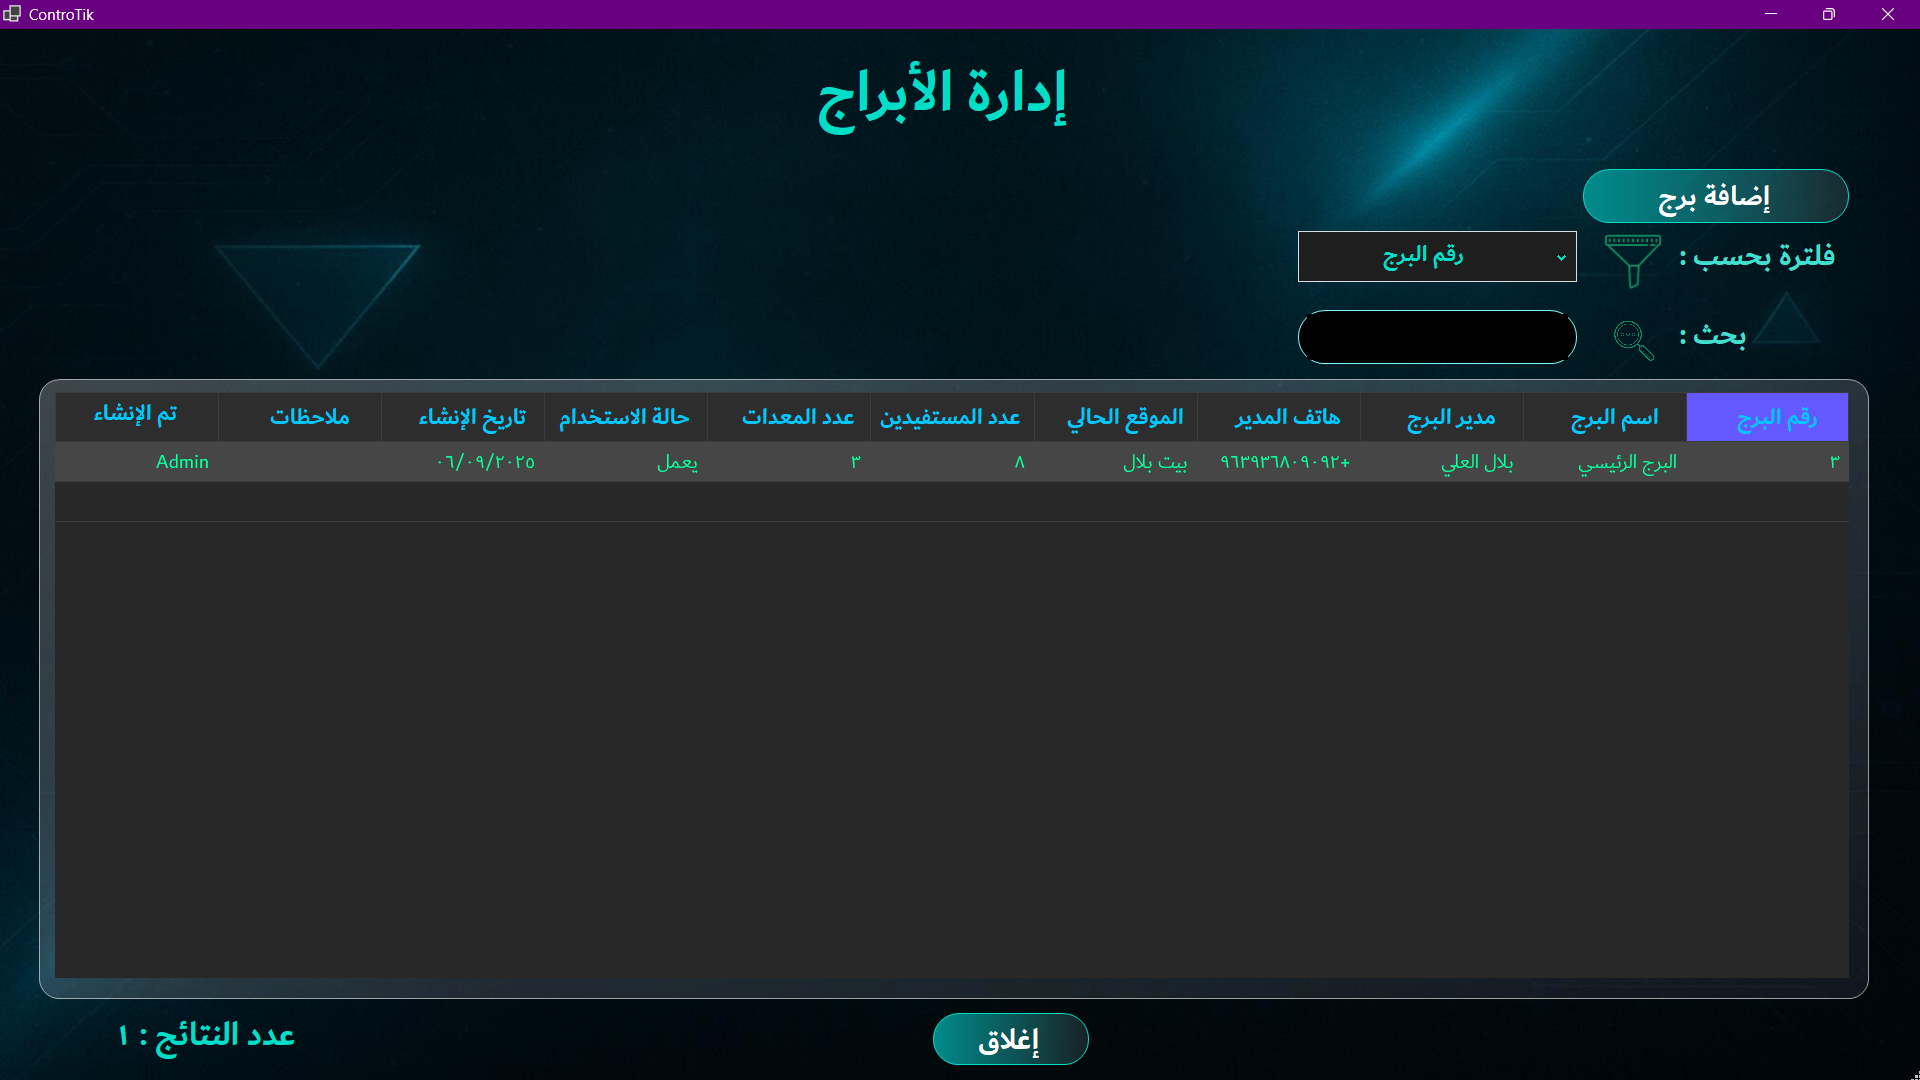 ControTik
إدارة الأبراج
إضافة برج
فلترة بحسب :
رقم البرج
بحث :
رقم البرج اسم البرج مدير البرج هاتف المدير الموقع الحالي عدد المستفيدين عدد المعدات حالة الاستخدام تاريخ الإنشاء ملاحظات تم الإنشاء
٣ البرج الرئيسي بلال العلي +٩٦٣٩٣٦٨٠٩٠٩٢ بيت بلال ٨ ٣ يعمل ٠٦/٠٩/٢٠٢٥ Admin
إغلاق
عدد النتائج : ١